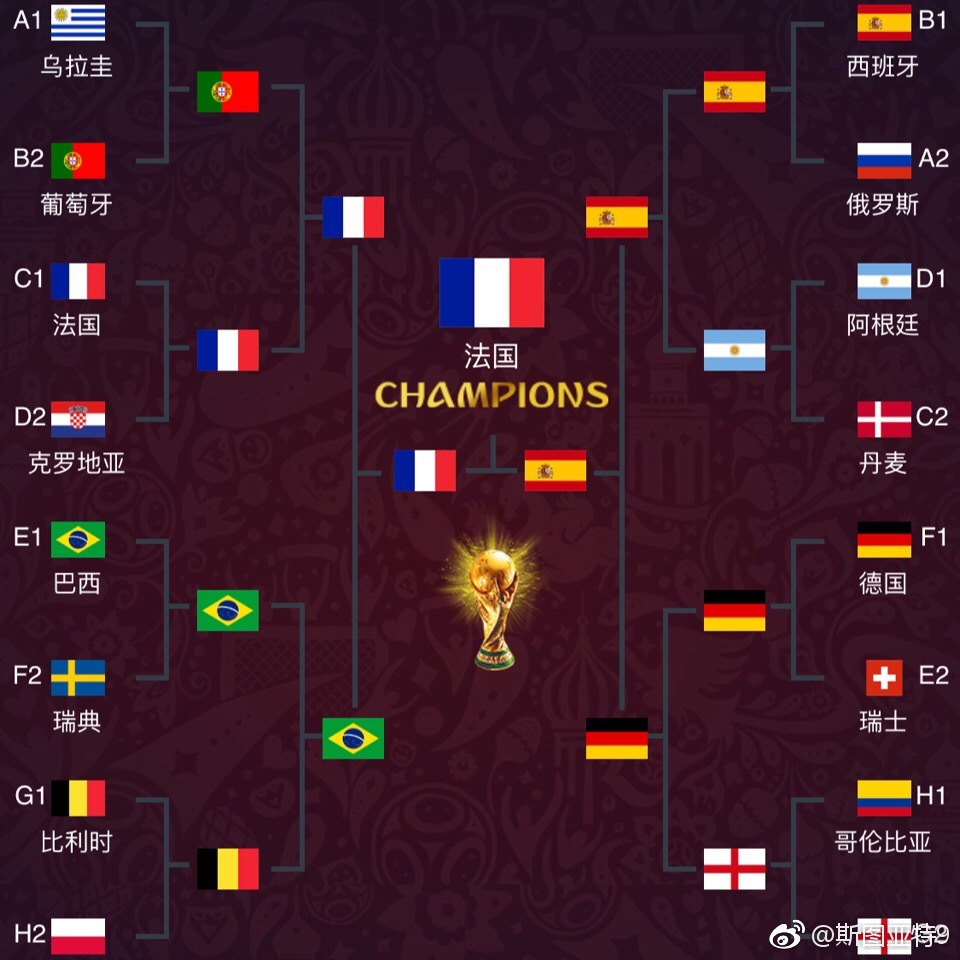 A1
乌拉圭
B2
葡萄牙
C1
法国
D2
克罗地亚
E1
巴西
F2
瑞典
G1
比利时
H2
法国
CHAMPIONS
B1
西班牙
A2
俄罗斯
D1
阿根廷
C2
丹麦
F1
德国
E2
瑞士
H1
哥伦比亚
@斯图亚特9